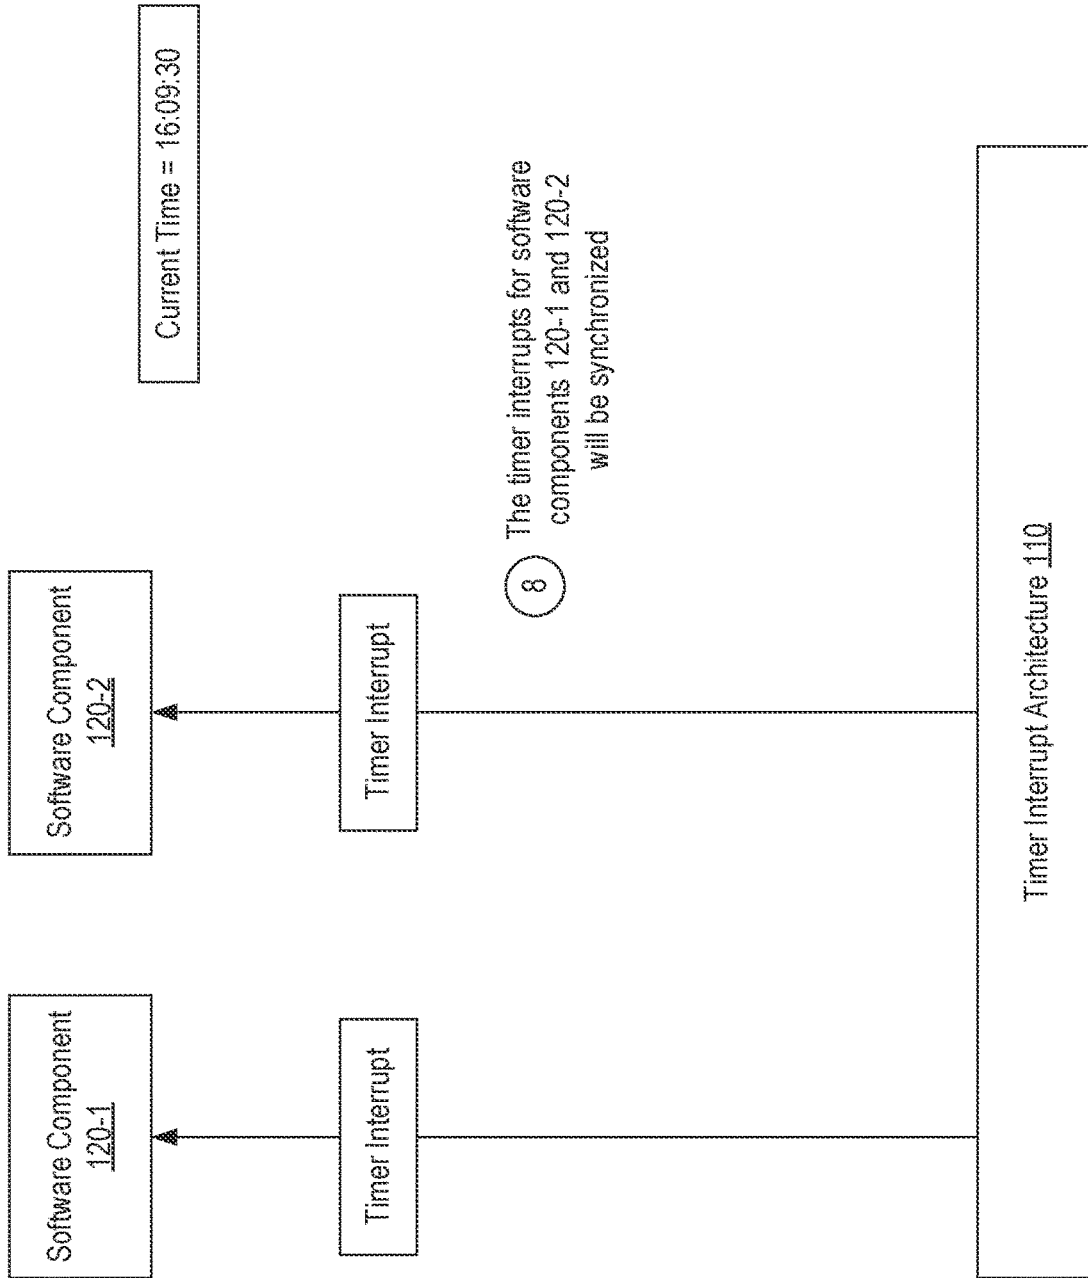 Current Time = 16:09:30
Software Component
120-1
Software Component
120-2
Timer Interrupt
Timer Interrupt
8
The timer interrupts for software
components 120-1 and 120-2
will be synchronized
Timer Interrupt Architecture 110